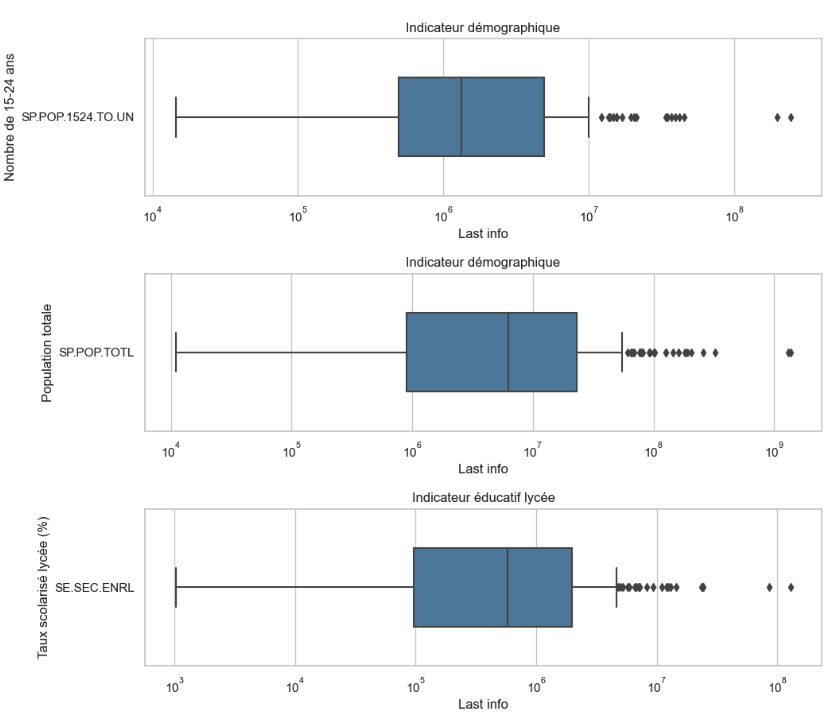 Indicateur démographique
Nombre de 15-24 ans
SP.POP.1524.TO.UN
10^4 10^5 10^6 10^7 10^8
Last info
Indicateur démographique
Population totale
SP.POP.TOTL
10^4 10^5 10^6 10^7 10^8 10^9
Last info
Indicateur éducatif lycée
Taux scolarisé lycée (%)
SE.SEC.ENRL
10^3 10^4 10^5 10^6 10^7 10^8
Last info